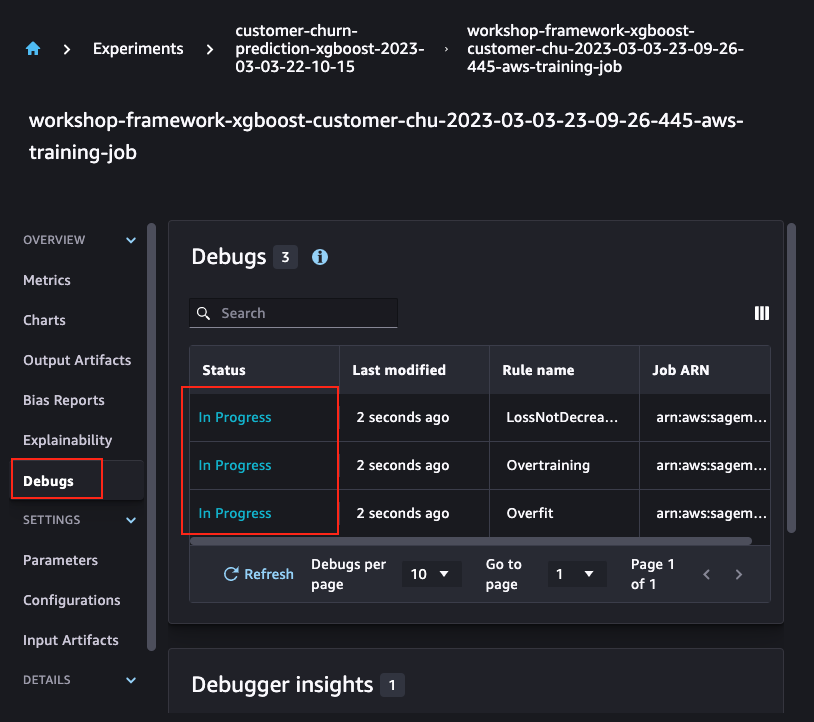 Experiments
customer-churn-
prediction-xgboost-2023-
03-03-22-10-15
workshop-framework-xgboost-
customer-chu-2023-03-03-23-09-26-
445-aws-training-job
workshop-framework-xgboost-customer-chu-2023-03-03-23-09-26-445-aws-
training-job
OVERVIEW
Metrics
Charts
Output Artifacts
Bias Reports
Explainability
Debugs
SETTINGS
Parameters
Configurations
Input Artifacts
DETAILS
Debugs 3
Search
Status Last modified Rule name Job ARN
In Progress 2 seconds ago LossNotDecrea... arn:aws:sagem...
In Progress 2 seconds ago Overtraining arn:aws:sagem...
In Progress 2 seconds ago Overfit arn:aws:sagem...
Refresh
Debugs per
page
10
Go to
page
1
Page 1
of 1
Debugger insights 1